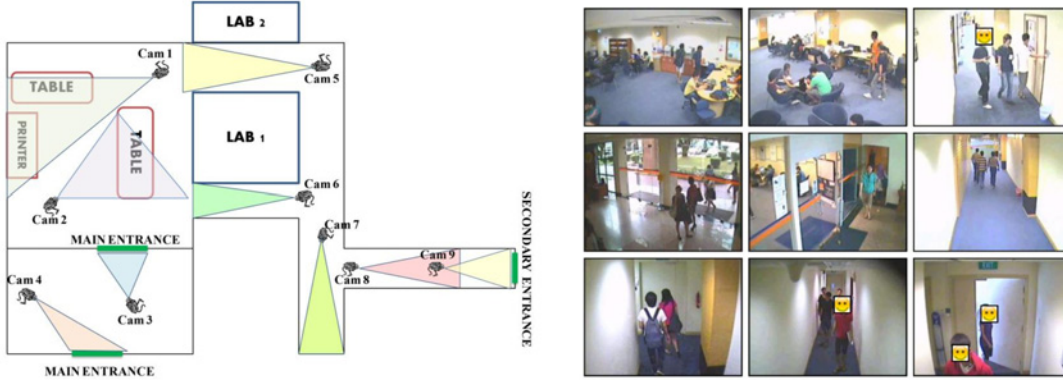 LAB 2
Cam 1
Cam 5
TABLE
PRINTER
TABLE
LAB 1
Cam 2
Cam 6
Cam 7
MAIN ENTRANCE
Cam 9
Cam 8
SECONDARY ENTRANCE
Cam 4
Cam 3
MAIN ENTRANCE
EXIT